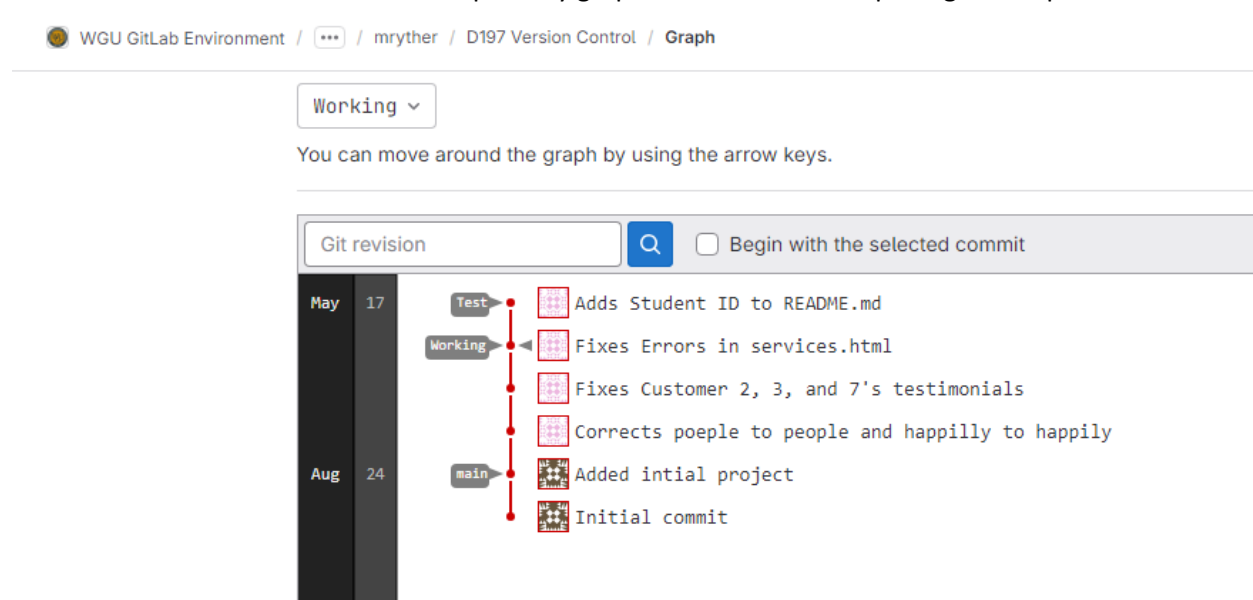 WGU GitLab Environment / ••• / mryther / D197 Version Control / Graph
Working
You can move around the graph by using the arrow keys.
Git revision Begin with the selected commit
May 17 Test Adds Student ID to README.md
Working Fixes Errors in services.html
Fixes Customer 2, 3, and 7's testimonials
Corrects poeple to people and happilly to happily
Aug 24 main Added intial project
Initial commit